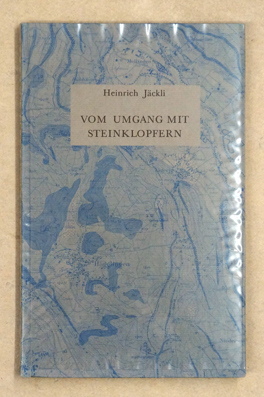 Heinrich Jäckli
VOM UMGANG MIT
STEINKLOPFERN